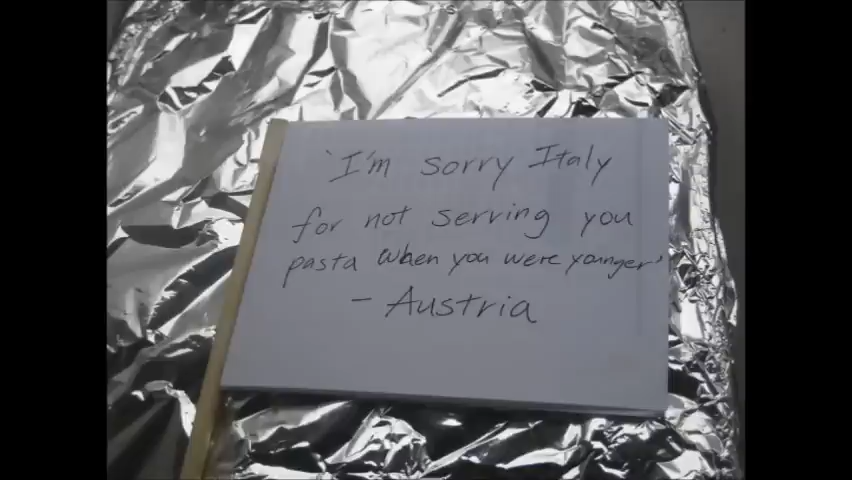 'I'm sorry Italy
for not serving you
pasta when you were younger'
- Austria